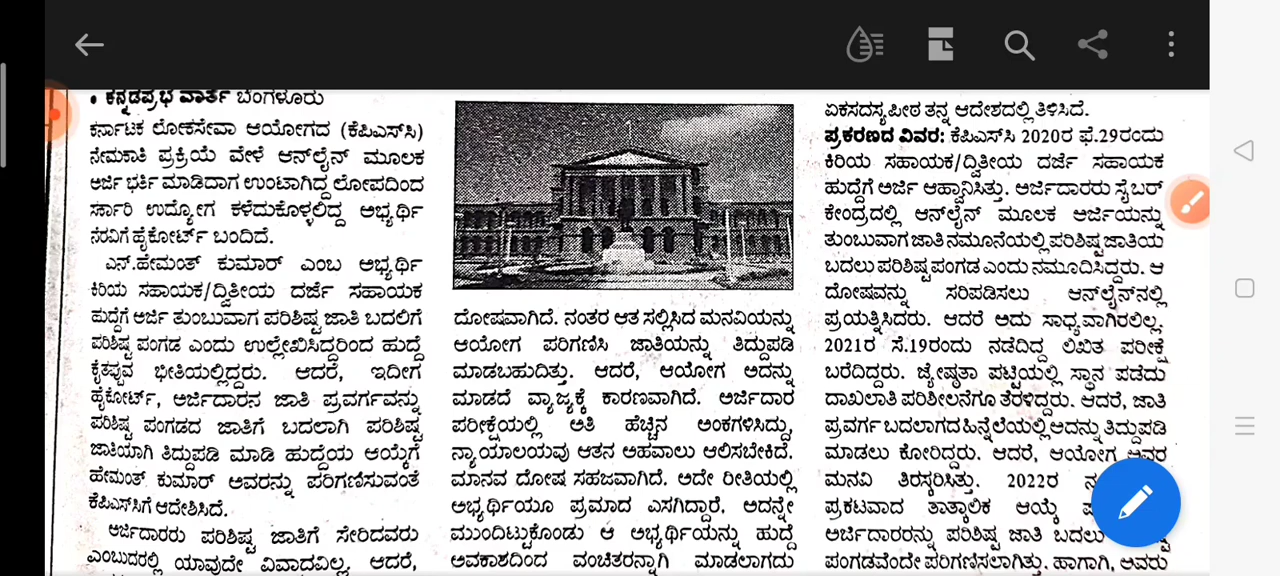 • ಕನ್ನಡಪ್ರಭ ವಾರ್ತೆ ಬೆಂಗಳೂರು
ಕರ್ನಾಟಕ ಲೋಕಸೇವಾ ಆಯೋಗದ (ಕೆಪಿಎಸ್‌ಸಿ)
ನೇಮಕಾತಿ ಪ್ರಕ್ರಿಯೆ ವೇಳೆ ಆನ್‌ಲೈನ್ ಮೂಲಕ
ಅರ್ಜಿ ಭರ್ತಿ ಮಾಡಿದಾಗ ಉಂಟಾಗಿದ್ದ ಲೋಪದಿಂದ
ಸರ್ಕಾರಿ ಉದ್ಯೋಗ ಕಳೆದುಕೊಳ್ಳಲಿದ್ದ ಅಭ್ಯರ್ಥಿ
ನೆರವಿಗೆ ಹೈಕೋರ್ಟ್ ಬಂದಿದೆ.
ಎನ್.ಹೇಮಂತ್ ಕುಮಾರ್ ಎಂಬ ಅಭ್ಯರ್ಥಿ
ಕಿರಿಯ ಸಹಾಯಕ/ದ್ವಿತೀಯ ದರ್ಜೆ ಸಹಾಯಕ
ಹುದ್ದೆಗೆ ಅರ್ಜಿ ತುಂಬುವಾಗ ಪರಿಶಿಷ್ಟ ಜಾತಿ ಬದಲಿಗೆ
ಪರಿಶಿಷ್ಟ ಪಂಗಡ ಎಂದು ಉಲ್ಲೇಖಿಸಿದ್ದರಿಂದ ಹುದ್ದೆ
ಕೈತಪ್ಪುವ ಭೀತಿಯಲ್ಲಿದ್ದರು. ಆದರೆ, ಇದೀಗ
ಹೈಕೋರ್ಟ್, ಅರ್ಜಿದಾರನ ಜಾತಿ ಪ್ರವರ್ಗವನ್ನು
ಪರಿಶಿಷ್ಟ ಪಂಗಡದ ಜಾತಿಗೆ ಬದಲಾಗಿ ಪರಿಶಿಷ್ಟ
ಜಾತಿಯಾಗಿ ತಿದ್ದುಪಡಿ ಮಾಡಿ ಹುದ್ದೆಯ ಆಯ್ಕೆಗೆ
ಹೇಮಂತ್ ಕುಮಾರ್ ಅವರನ್ನು ಪರಿಗಣಿಸುವಂತೆ
ಕೆಪಿಎಸ್‌ಸಿಗೆ ಆದೇಶಿಸಿದೆ.
ಅರ್ಜಿದಾರರು ಪರಿಶಿಷ್ಟ ಜಾತಿಗೆ ಸೇರಿದವರು
ಎಂಬುದರಲ್ಲಿ ಯಾವುದೇ ವಿವಾದವಿಲ್ಲ. ಆದರೆ,
ದೋಷವಾಗಿದೆ. ನಂತರ ಆತ ಸಲ್ಲಿಸಿದ ಮನವಿಯನ್ನು
ಆಯೋಗ ಪರಿಗಣಿಸಿ ಜಾತಿಯನ್ನು ತಿದ್ದುಪಡಿ
ಮಾಡಬಹುದಿತ್ತು. ಆದರೆ, ಆಯೋಗ ಅದನ್ನು
ಮಾಡದೆ ವ್ಯಾಜ್ಯಕ್ಕೆ ಕಾರಣವಾಗಿದೆ. ಅರ್ಜಿದಾರ
ಪರೀಕ್ಷೆಯಲ್ಲಿ ಅತಿ ಹೆಚ್ಚಿನ ಅಂಕಗಳಿಸಿದ್ದು,
ನ್ಯಾಯಾಲಯವು ಆತನ ಅಹವಾಲು ಆಲಿಸಬೇಕಿದೆ.
ಮಾನವ ದೋಷ ಸಹಜವಾಗಿದೆ. ಅದೇ ರೀತಿಯಲ್ಲಿ
ಅಭ್ಯರ್ಥಿಯೂ ಪ್ರಮಾದ ಎಸಗಿದ್ದಾರೆ, ಅದನ್ನೇ
ಮುಂದಿಟ್ಟುಕೊಂಡು ಆ ಅಭ್ಯರ್ಥಿಯನ್ನು ಹುದ್ದೆ
ಅವಕಾಶದಿಂದ ವಂಚಿತರನ್ನಾಗಿ ಮಾಡಲಾಗದು
ಏಕಸದಸ್ಯ ಪೀಠ ತನ್ನ ಆದೇಶದಲ್ಲಿ ತಿಳಿಸಿದೆ.
ಪ್ರಕರಣದ ವಿವರ: ಕೆಪಿಎಸ್‌ಸಿ 2020ರ ಫೆ.29ರಂದು
ಕಿರಿಯ ಸಹಾಯಕ/ದ್ವಿತೀಯ ದರ್ಜೆ ಸಹಾಯಕ
ಹುದ್ದೆಗೆ ಅರ್ಜಿ ಆಹ್ವಾನಿಸಿತ್ತು. ಅರ್ಜಿದಾರರು ಸೈಬರ್
ಕೇಂದ್ರದಲ್ಲಿ ಆನ್‌ಲೈನ್ ಮೂಲಕ ಅರ್ಜಿಯನ್ನು
ತುಂಬುವಾಗ ಜಾತಿ ನಮೂನೆಯಲ್ಲಿ ಪರಿಶಿಷ್ಟ ಜಾತಿಯ
ಬದಲು ಪರಿಶಿಷ್ಟ ಪಂಗಡ ಎಂದು ನಮೂದಿಸಿದ್ದರು. ಆ
ದೋಷವನ್ನು ಸರಿಪಡಿಸಲು ಆನ್‌ಲೈನ್‌ನಲ್ಲಿ
ಪ್ರಯತ್ನಿಸಿದರು. ಆದರೆ ಅದು ಸಾಧ್ಯವಾಗಿರಲಿಲ್ಲ.
2021ರ ಸೆ.19ರಂದು ನಡೆದಿದ್ದ ಲಿಖಿತ ಪರೀಕ್ಷೆ
ಬರೆದಿದ್ದರು. ಜ್ಯೇಷ್ಠತಾ ಪಟ್ಟಿಯಲ್ಲಿ ಸ್ಥಾನ ಪಡೆದು
ದಾಖಲಾತಿ ಪರಿಶೀಲನೆಗೂ ತೆರಳಿದ್ದರು. ಆದರೆ, ಜಾತಿ
ಪ್ರವರ್ಗ ಬದಲಾಗದ ಹಿನ್ನೆಲೆಯಲ್ಲಿ ಅದನ್ನು ತಿದ್ದುಪಡಿ
ಮಾಡಲು ಕೋರಿದ್ದರು. ಆದರೆ, ಆಯೋಗ ಅವರ
ಮನವಿ ತಿರಸ್ಕರಿಸಿತ್ತು. 2022ರ
ಪ್ರಕಟವಾದ ತಾತ್ಕಾಲಿಕ ಆಯ್ಕೆ
ಅರ್ಜಿದಾರರನ್ನು ಪರಿಶಿಷ್ಟ ಜಾತಿ ಬದಲು
ಪಂಗಡವೆಂದೇ ಪರಿಗಣಿಸಲಾಗಿತ್ತು. ಹಾಗಾಗಿ, ಅವರು